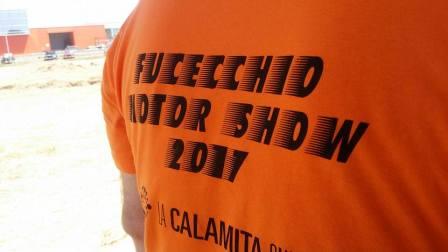 FUCECCHIO
MOTOR SHOW
2017
LA CALAMITA